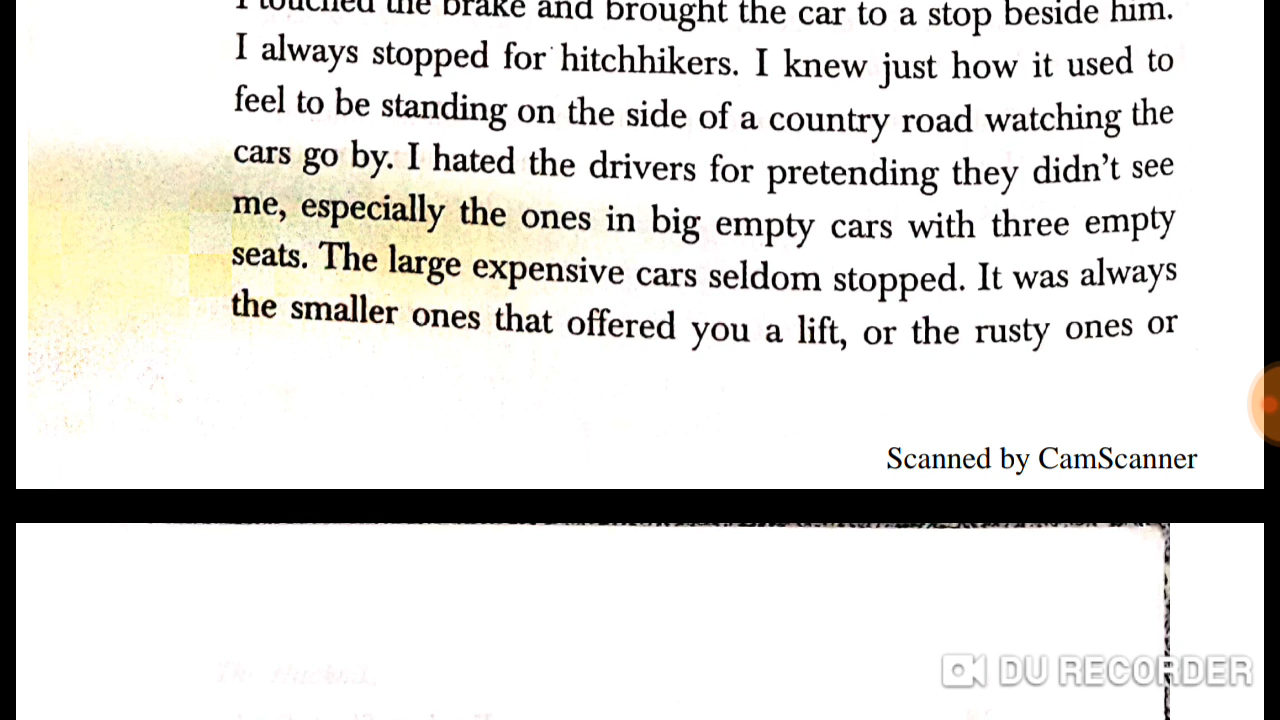 I touched the brake and brought the car to a stop beside him.
I always stopped for hitchhikers. I knew just how it used to
feel to be standing on the side of a country road watching the
cars go by. I hated the drivers for pretending they didn't see
me, especially the ones in big empty cars with three empty
seats. The large expensive cars seldom stopped. It was always
the smaller ones that offered you a lift, or the rusty ones or
Scanned by CamScanner
DU RECORDER